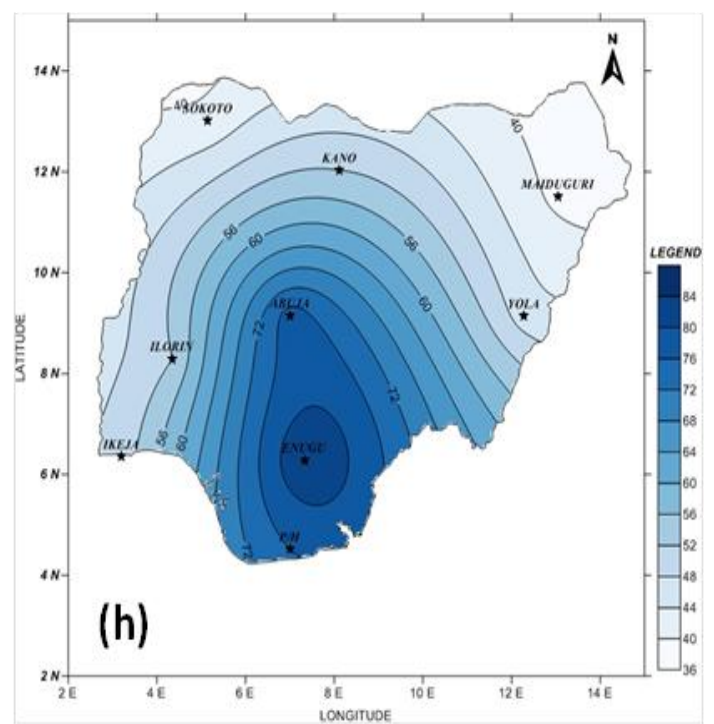 N
14 N
40
SOKOTO
40
12 N
KANO
MAIDUGURI
56
56
60
LEGEND
10 N
60
84
ABUJA
YOLA
80
72
76
LATITUDE
ILORIN
72
8 N
72
68
64
IKEJA
56
60
ENUGU
60
56
6 N
52
48
P/H
72
44
4 N
40
(h)
36
2 N
2 E
4 E
6 E
8 E
10 E
12 E
14 E
LONGITUDE